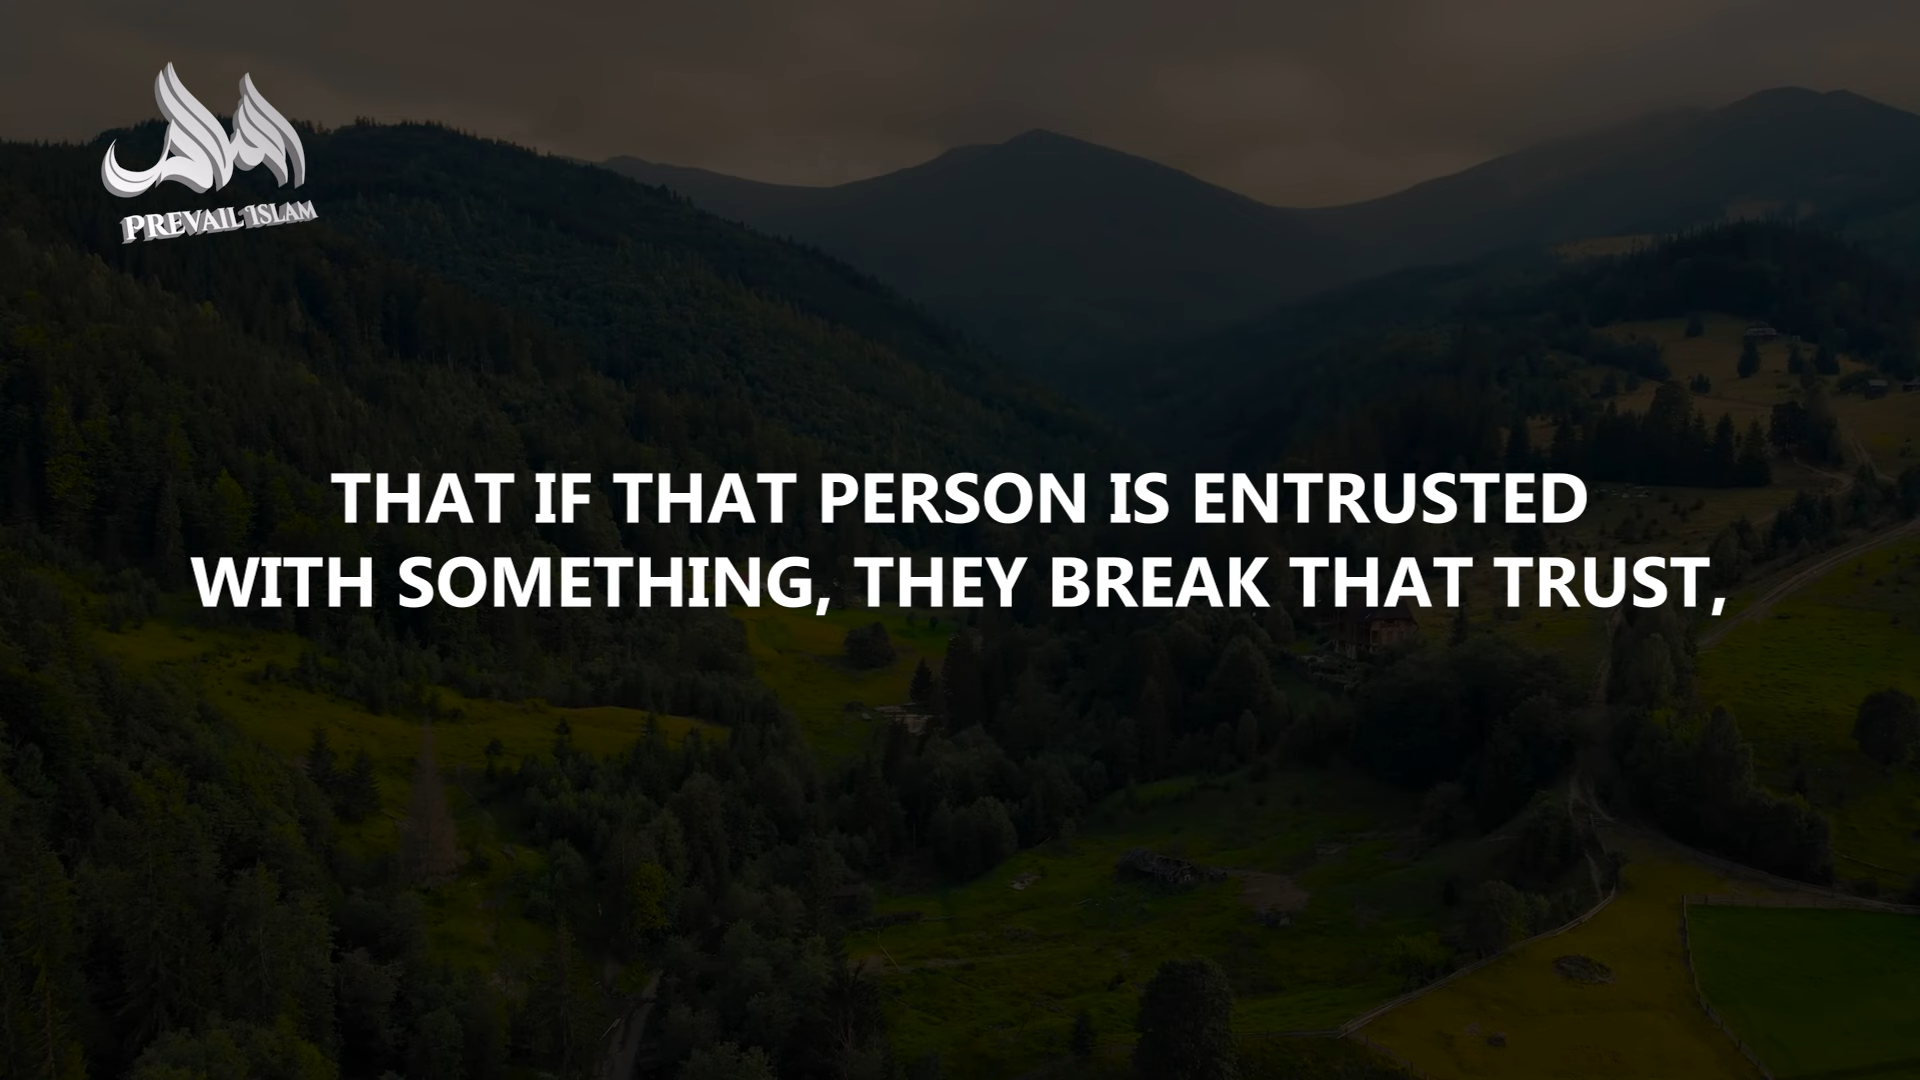 PREVAIL ISLAM
THAT IF THAT PERSON IS ENTRUSTED
WITH SOMETHING, THEY BREAK THAT TRUST,